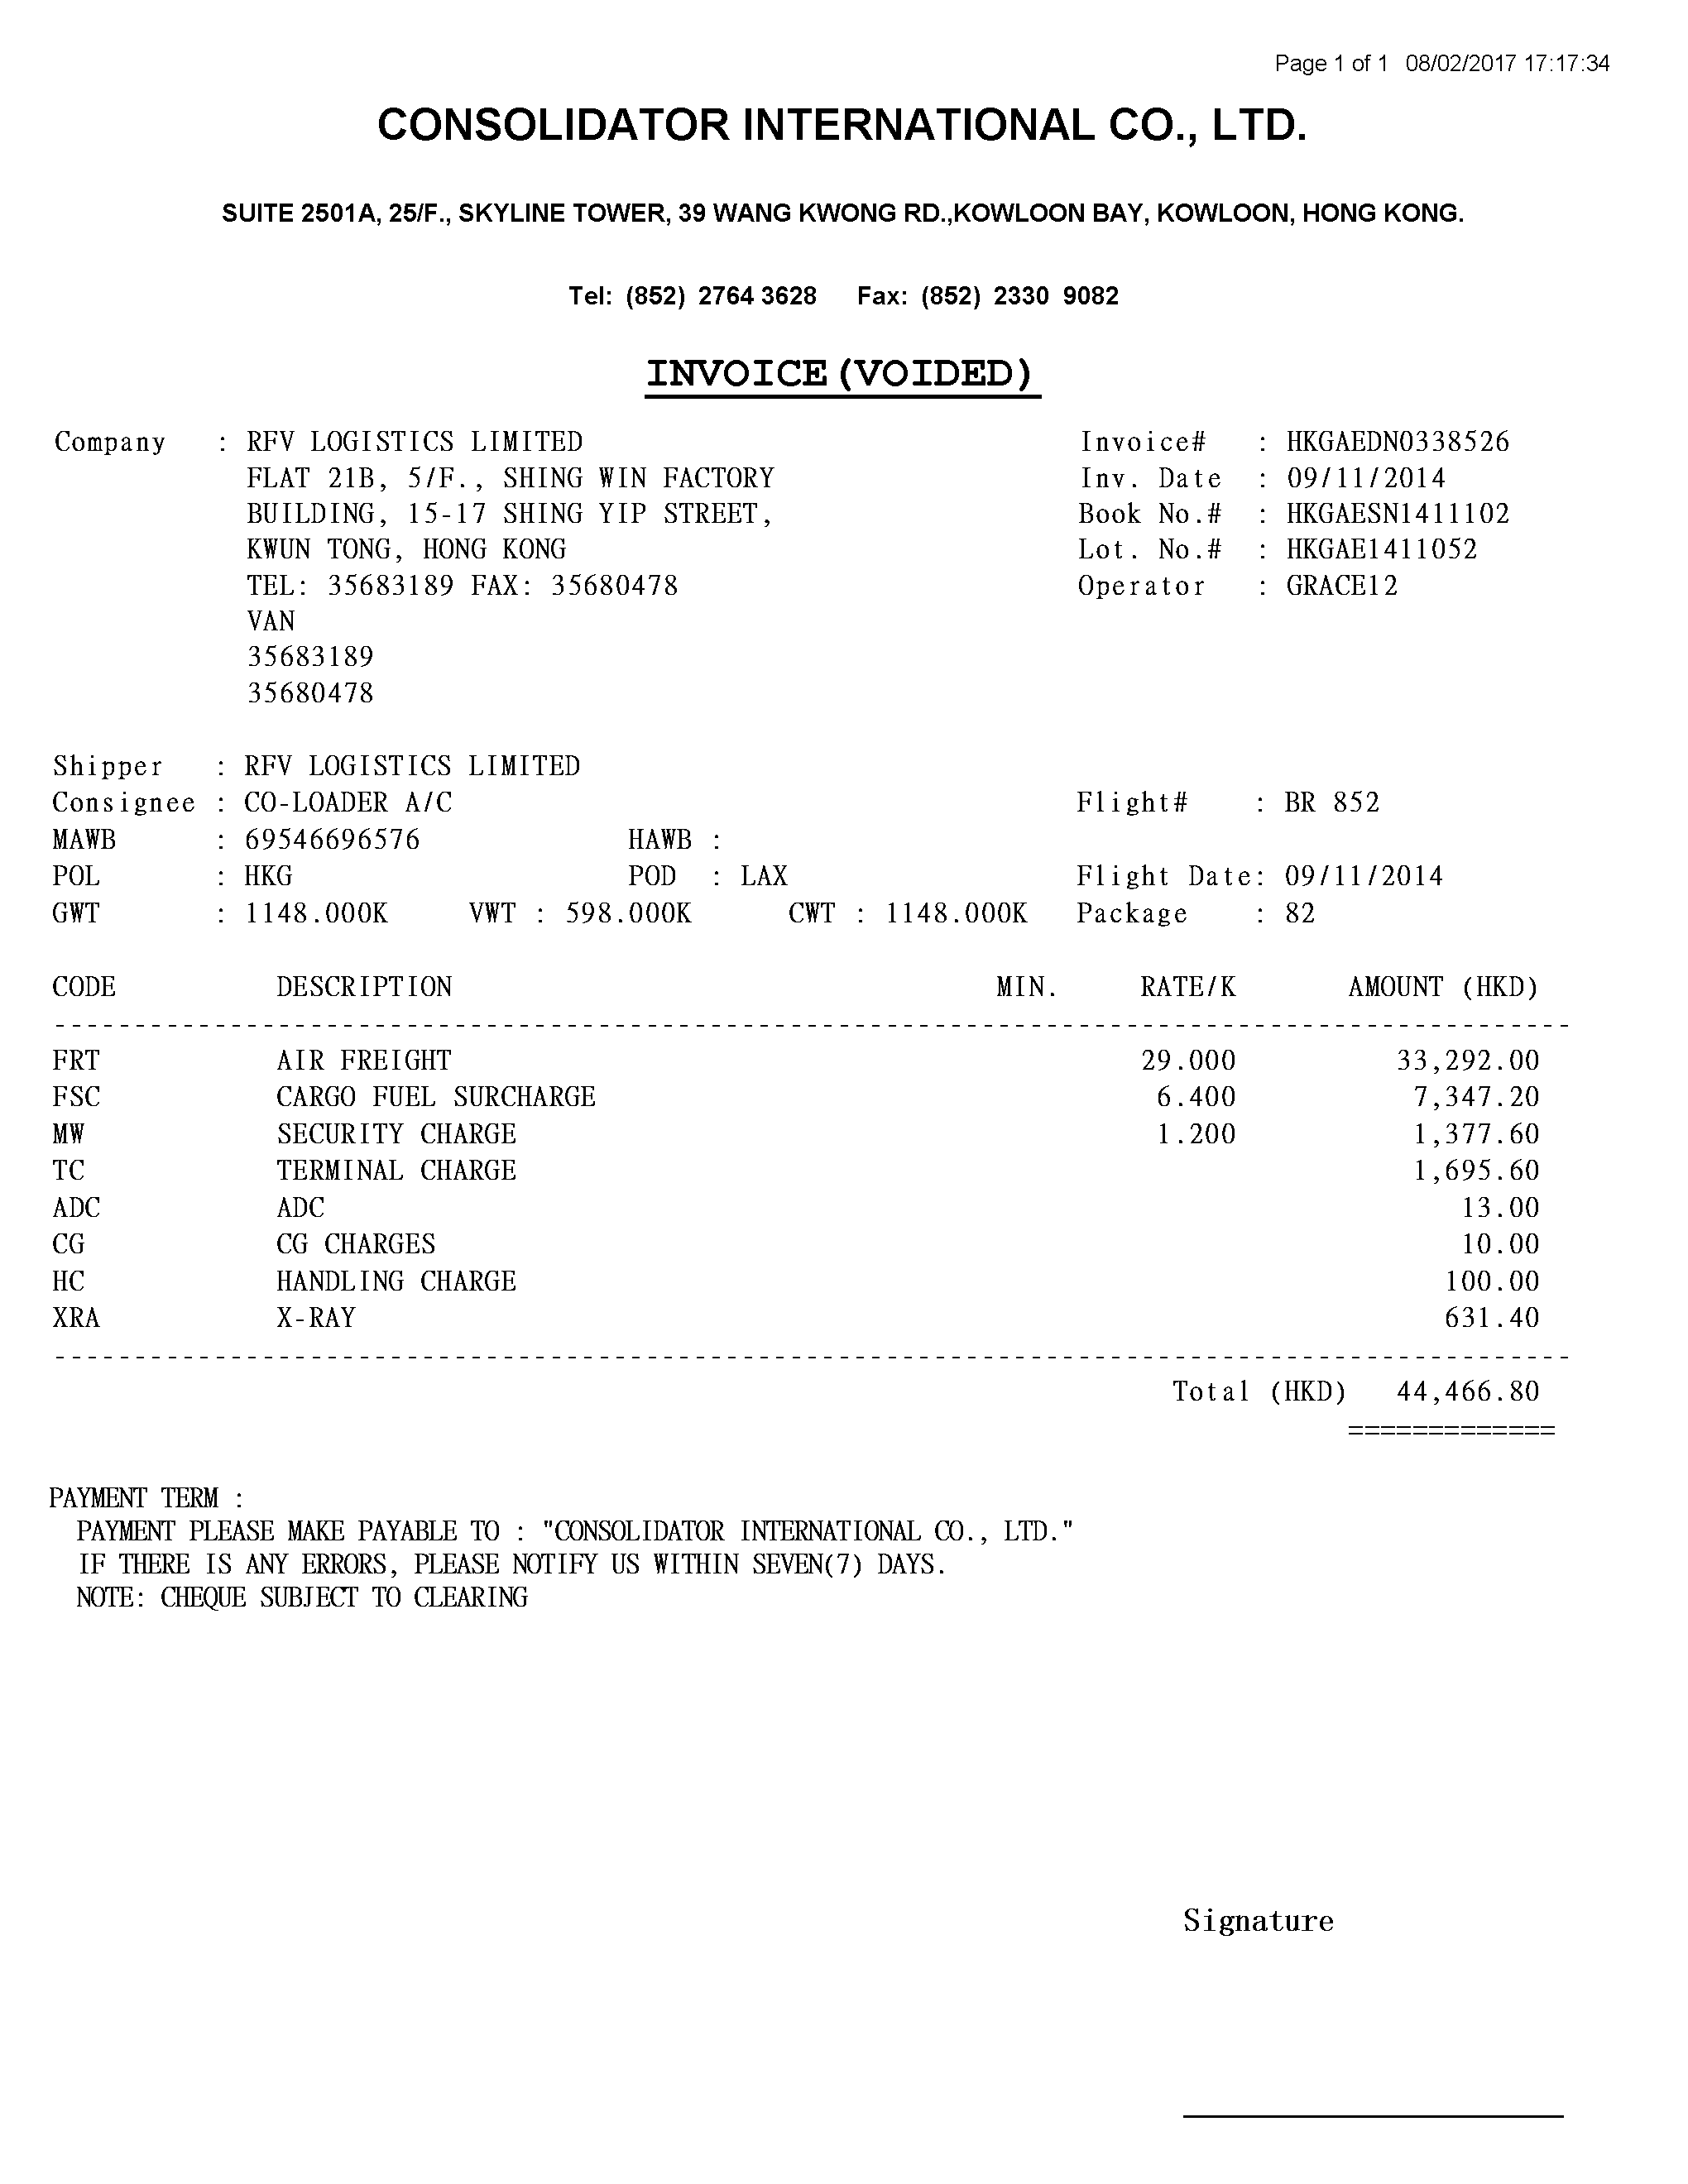 Page 1 of 1 08/02/2017 17:17:34
CONSOLIDATOR INTERNATIONAL CO., LTD.
SUITE 2501A, 25/F., SKYLINE TOWER, 39 WANG KWONG RD.,KOWLOON BAY, KOWLOON, HONG KONG.
Tel: (852) 2764 3628 Fax: (852) 2330 9082
INVOICE(VOIDED)
Company : RFV LOGISTICS LIMITED Invoice# : HKGAEDN0338526
FLAT 21B, 5/F., SHING WIN FACTORY Inv. Date : 09/11/2014
BUILDING, 15-17 SHING YIP STREET, Book No.# : HKGAESN1411102
KWUN TONG, HONG KONG Lot. No.# : HKGAE1411052
TEL: 35683189 FAX: 35680478 Operator : GRACE12
VAN
35683189
35680478
Shipper : RFV LOGISTICS LIMITED
Consignee : CO-LOADER A/C Flight# : BR 852
MAWB : 69546696576 HAWB :
POL : HKG POD : LAX Flight Date: 09/11/2014
GWT : 1148.000K VWT : 598.000K CWT : 1148.000K Package : 82
CODE DESCRIPTION MIN. RATE/K AMOUNT (HKD)
FRT AIR FREIGHT 29.000 33,292.00
FSC CARGO FUEL SURCHARGE 6.400 7,347.20
MW SECURITY CHARGE 1.200 1,377.60
TC TERMINAL CHARGE 1,695.60
ADC ADC 13.00
CG CG CHARGES 10.00
HC HANDLING CHARGE 100.00
XRA X-RAY 631.40
Total (HKD) 44,466.80
PAYMENT TERM :
PAYMENT PLEASE MAKE PAYABLE TO : "CONSOLIDATOR INTERNATIONAL CO., LTD."
IF THERE IS ANY ERRORS, PLEASE NOTIFY US WITHIN SEVEN(7) DAYS.
NOTE: CHEQUE SUBJECT TO CLEARING
Signature